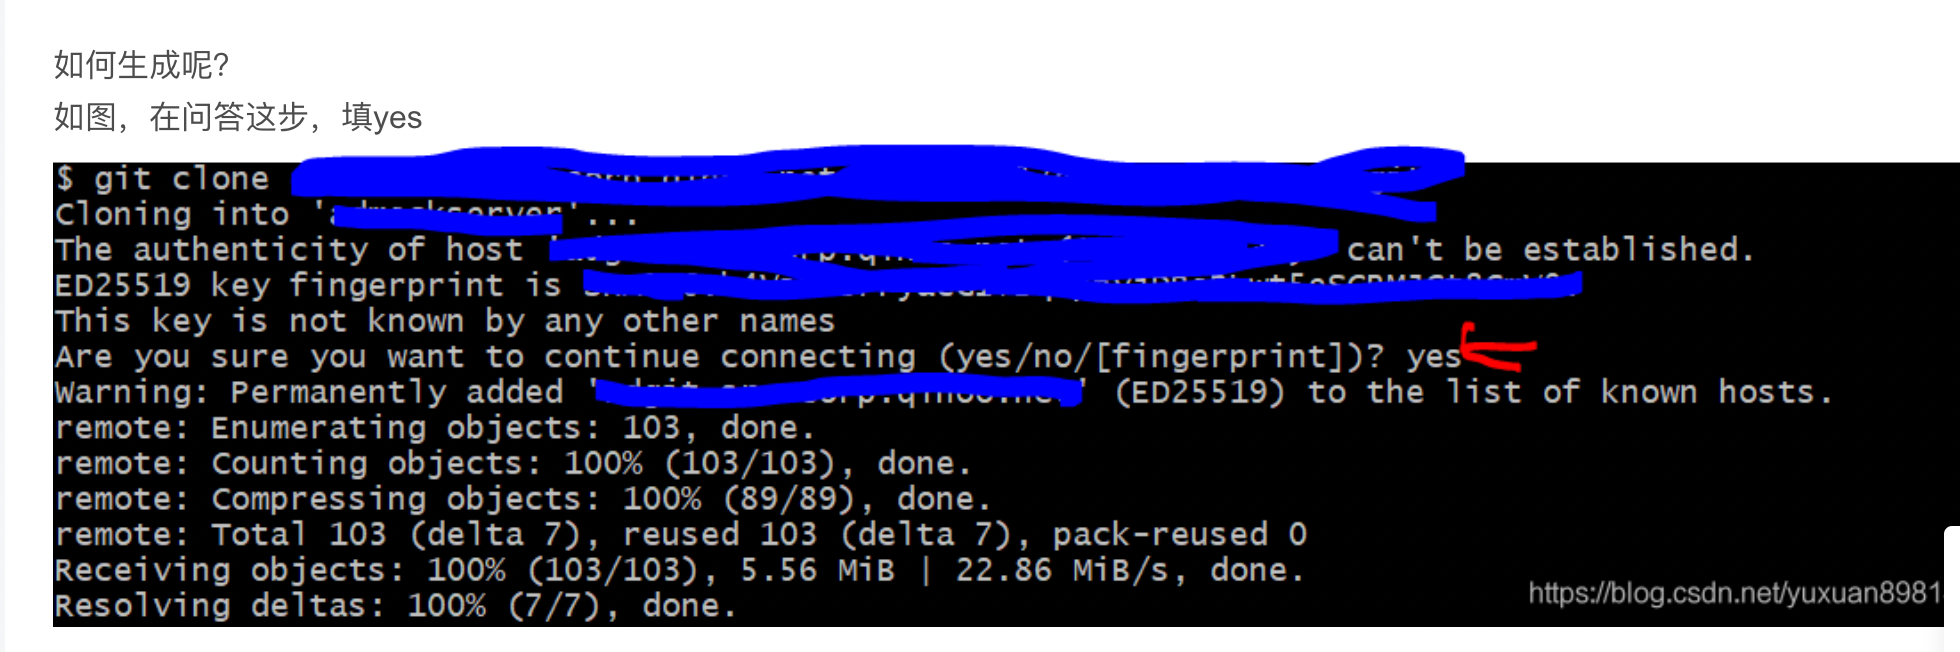 如何生成呢?
如图，在问答这步，填yes
$ git clone
Cloning into '...
The authenticity of host ' can't be established.
ED25519 key fingerprint is
This key is not known by any other names
Are you sure you want to continue connecting (yes/no/[fingerprint])? yes
Warning: Permanently added ' ' (ED25519) to the list of known hosts.
remote: Enumerating objects: 103, done.
remote: Counting objects: 100% (103/103), done.
remote: Compressing objects: 100% (89/89), done.
remote: Total 103 (delta 7), reused 103 (delta 7), pack-reused 0
Receiving objects: 100% (103/103), 5.56 MiB | 22.86 MiB/s, done.
Resolving deltas: 100% (7/7), done.
https://blog.csdn.net/yuxuan8981